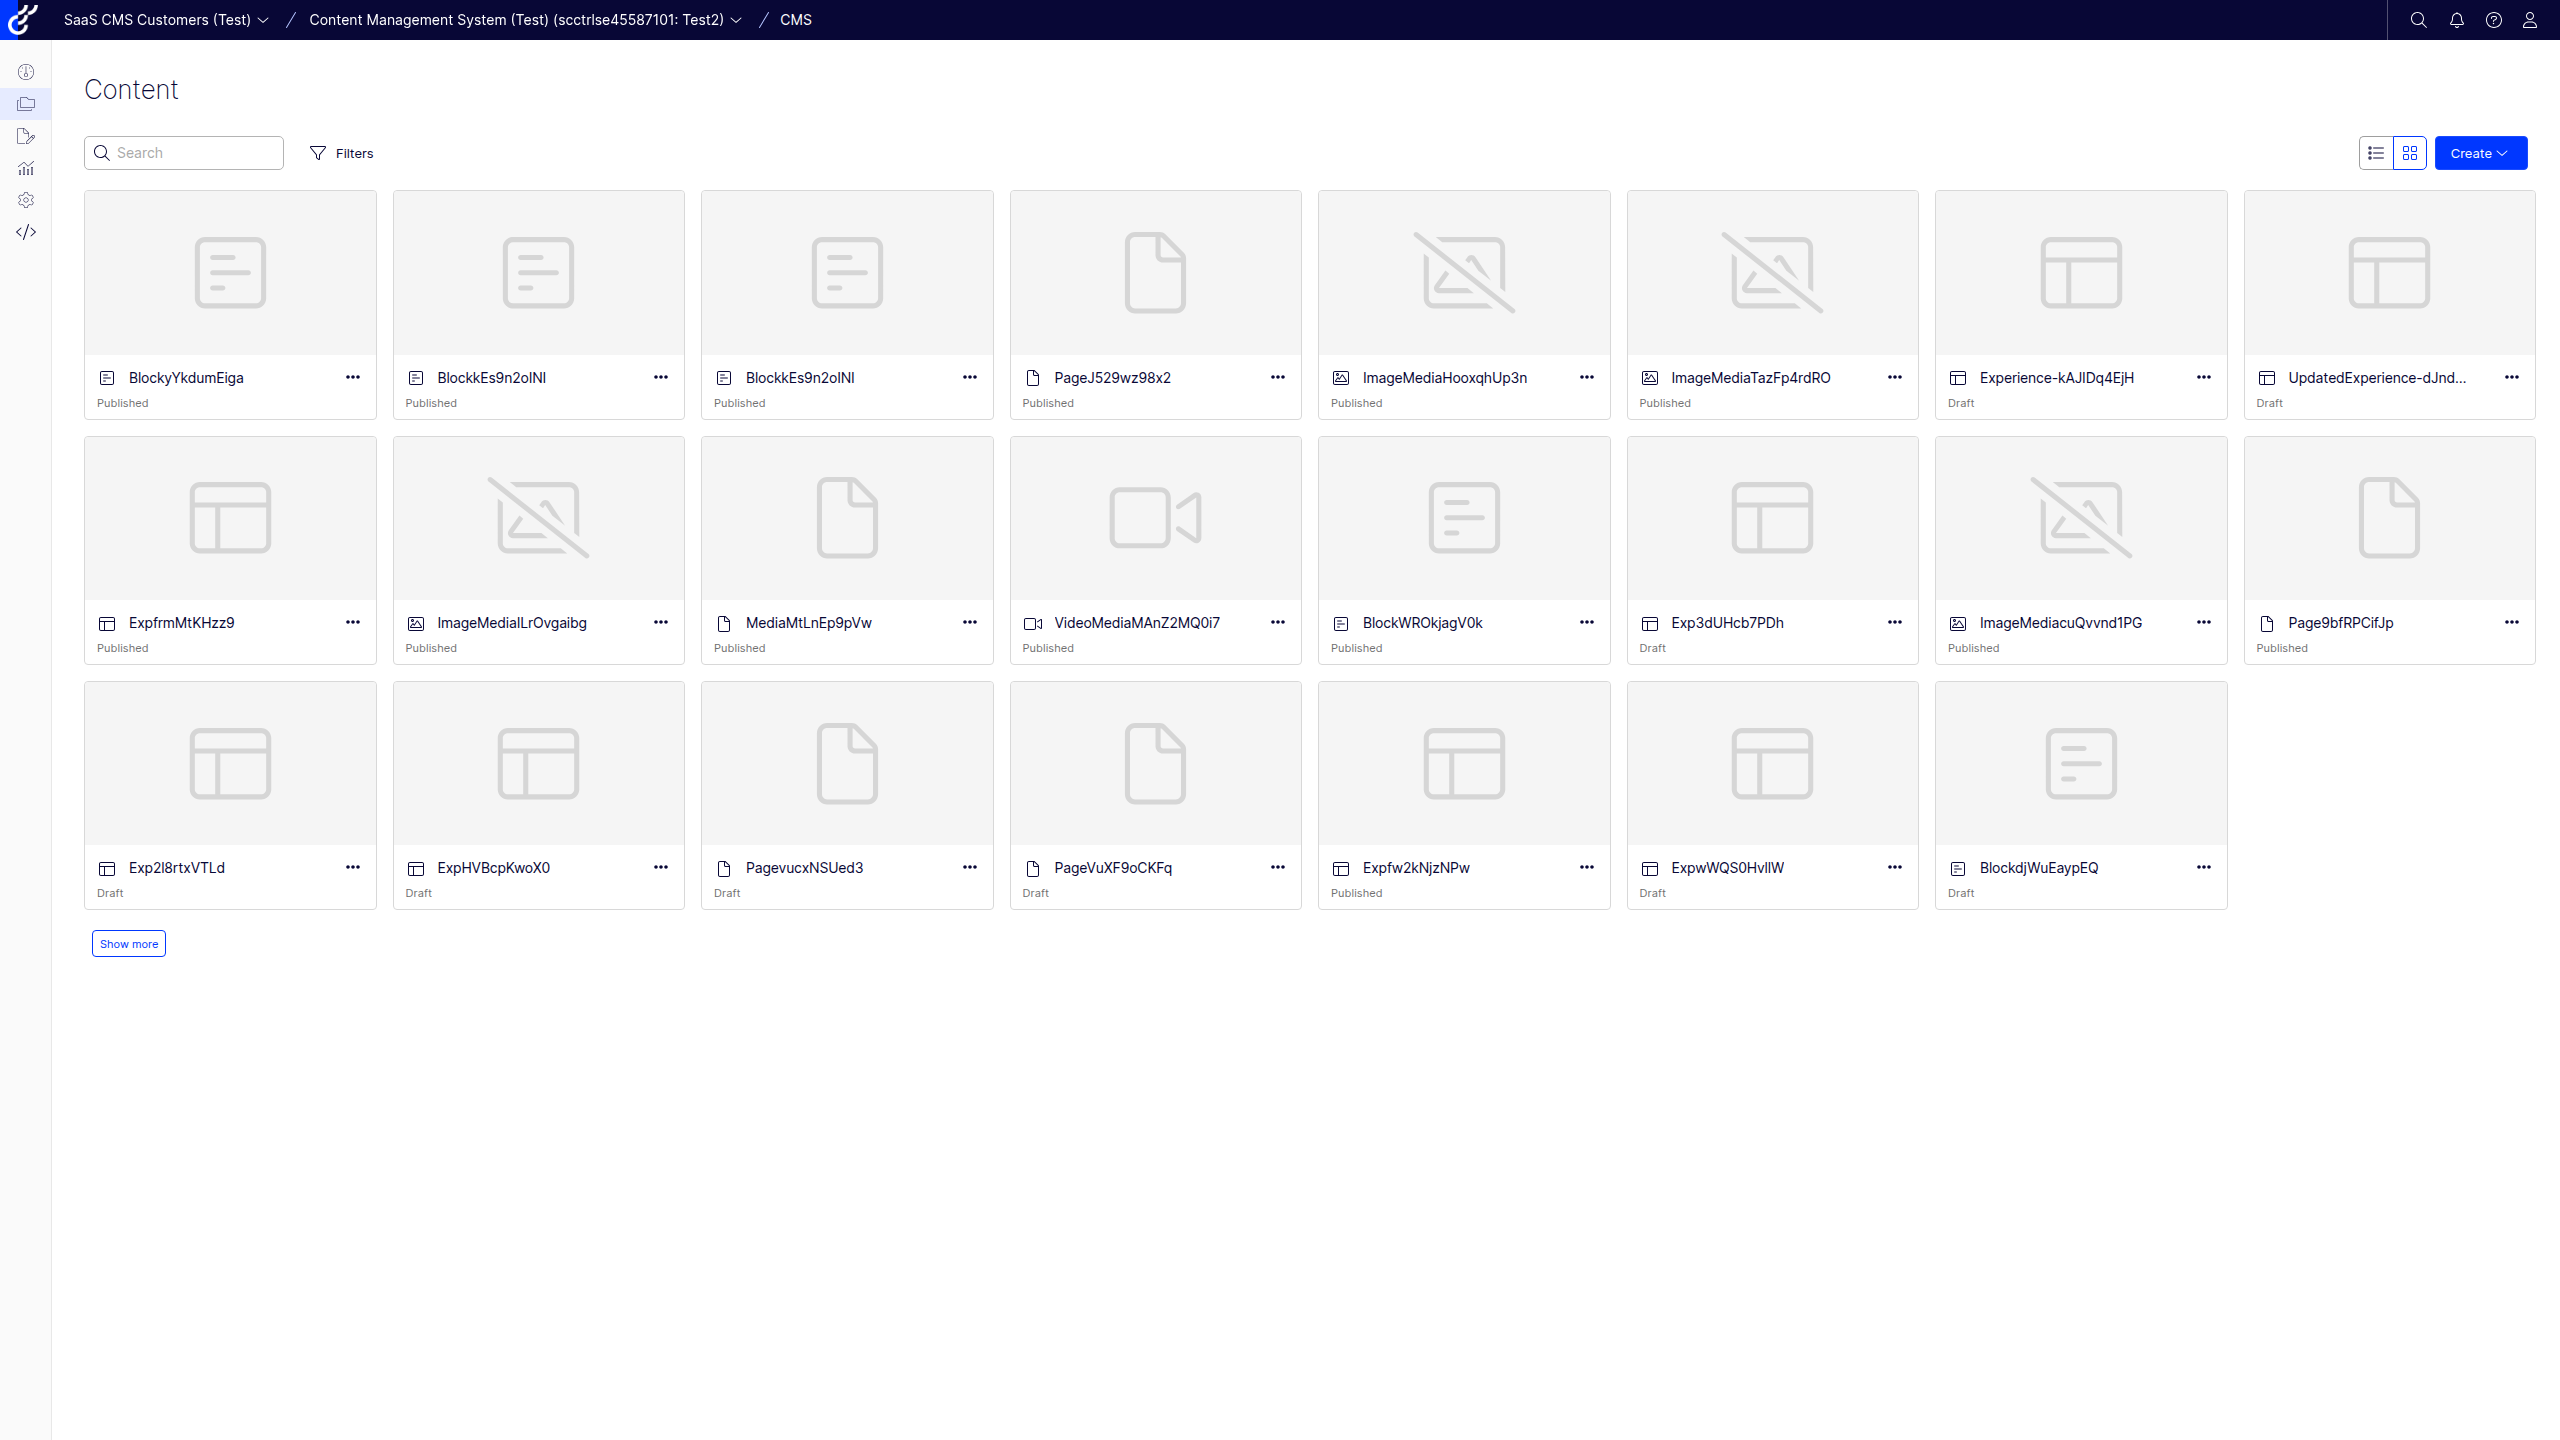 SaaS CMS Customers (Test) / Content Management System (Test) (scctrlse45587101: Test2) / CMS
Content
Search Filters Create
BlockyYkdumEiga ••• BlockkEs9n2olNI ••• BlockkEs9n2olNI ••• PageJ529wz98x2 ••• ImageMediaHooxqhUp3n ••• ImageMediaTazFp4rdRO ••• Experience-kAJIDq4EjH ••• UpdatedExperience-dJnd... •••
Published Published Published Published Published Published Draft Draft
ExpfrmMtKHzz9 ••• ImageMediaILrOvgaibg ••• MediaMtLnEp9pVw ••• VideoMediaMAnZ2MQ0i7 ••• BlockWROkjagV0k ••• Exp3dUHcb7PDh ••• ImageMediacuQvvnd1PG ••• Page9bfRPCifJp •••
Published Published Published Published Published Draft Published Published
Exp2I8rtxVTLd ••• ExpHVBcpKwoX0 ••• PagevucxNSUed3 ••• PageVuXF9oCKFq ••• Expfw2kNjzNPw ••• ExpwWQS0HvlIW ••• BlockdjWuEaypEQ •••
Draft Draft Draft Draft Published Draft Draft
Show more